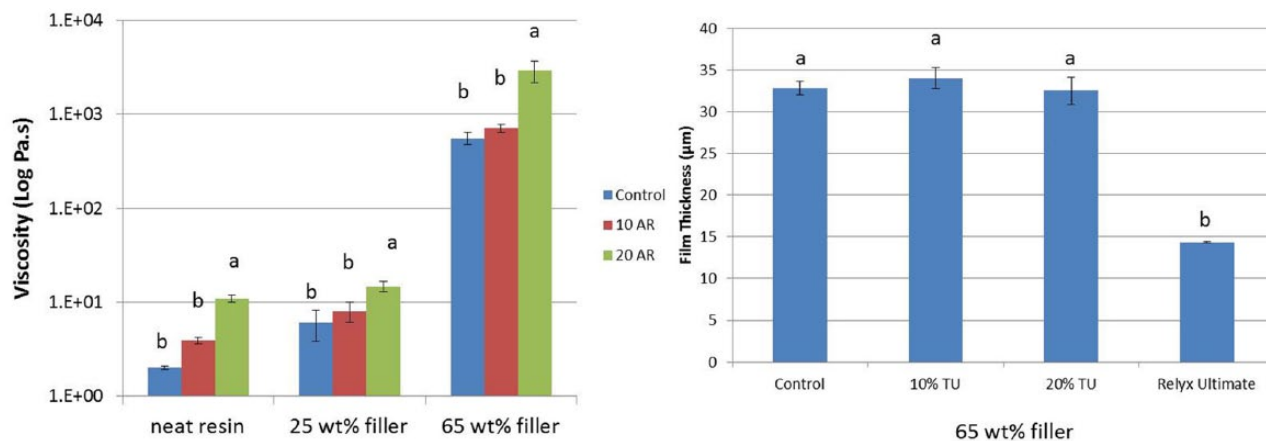 1.E+04
1.E+03
1.E+02
1.E+01
1.E+00
Viscosity (Log Pa.s)
b
b
a
b
b
a
b
b
a
neat resin
25 wt% filler
65 wt% filler
Control
10 AR
20 AR
40
35
30
25
20
15
10
5
0
Film Thickness (µm)
a
a
a
b
Control
10% TU
20% TU
Relyx Ultimate
65 wt% filler